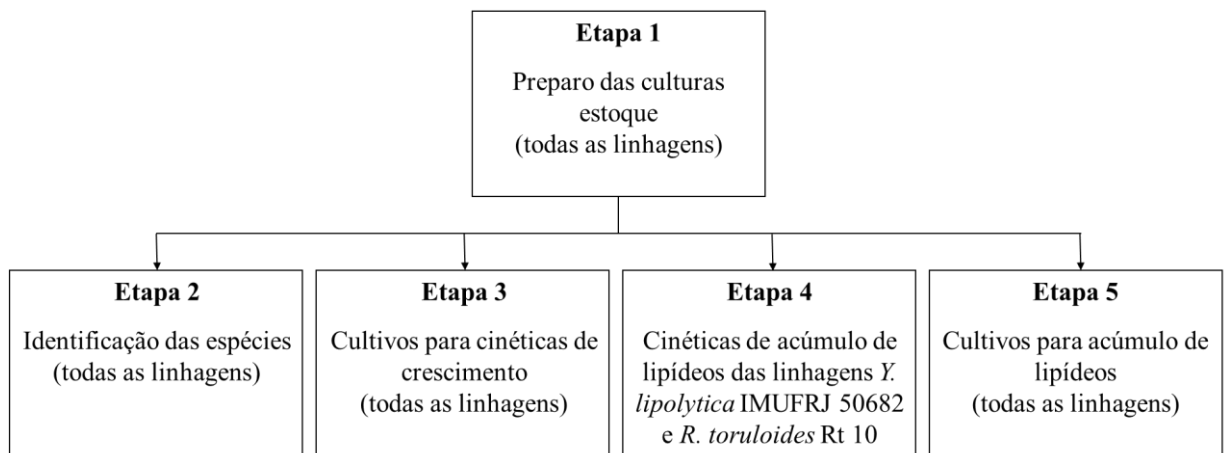 Etapa 1
Preparo das culturas
estoque
(todas as linhagens)
Etapa 2
Identificação das espécies
(todas as linhagens)
Etapa 3
Cultivos para cinéticas de
crescimento
(todas as linhagens)
Etapa 4
Cinéticas de acúmulo de
lipídeos das linhagens Y.
lipolytica IMUFRJ 50682
e R. toruloides Rt 10
Etapa 5
Cultivos para acúmulo de
lipídeos
(todas as linhagens)